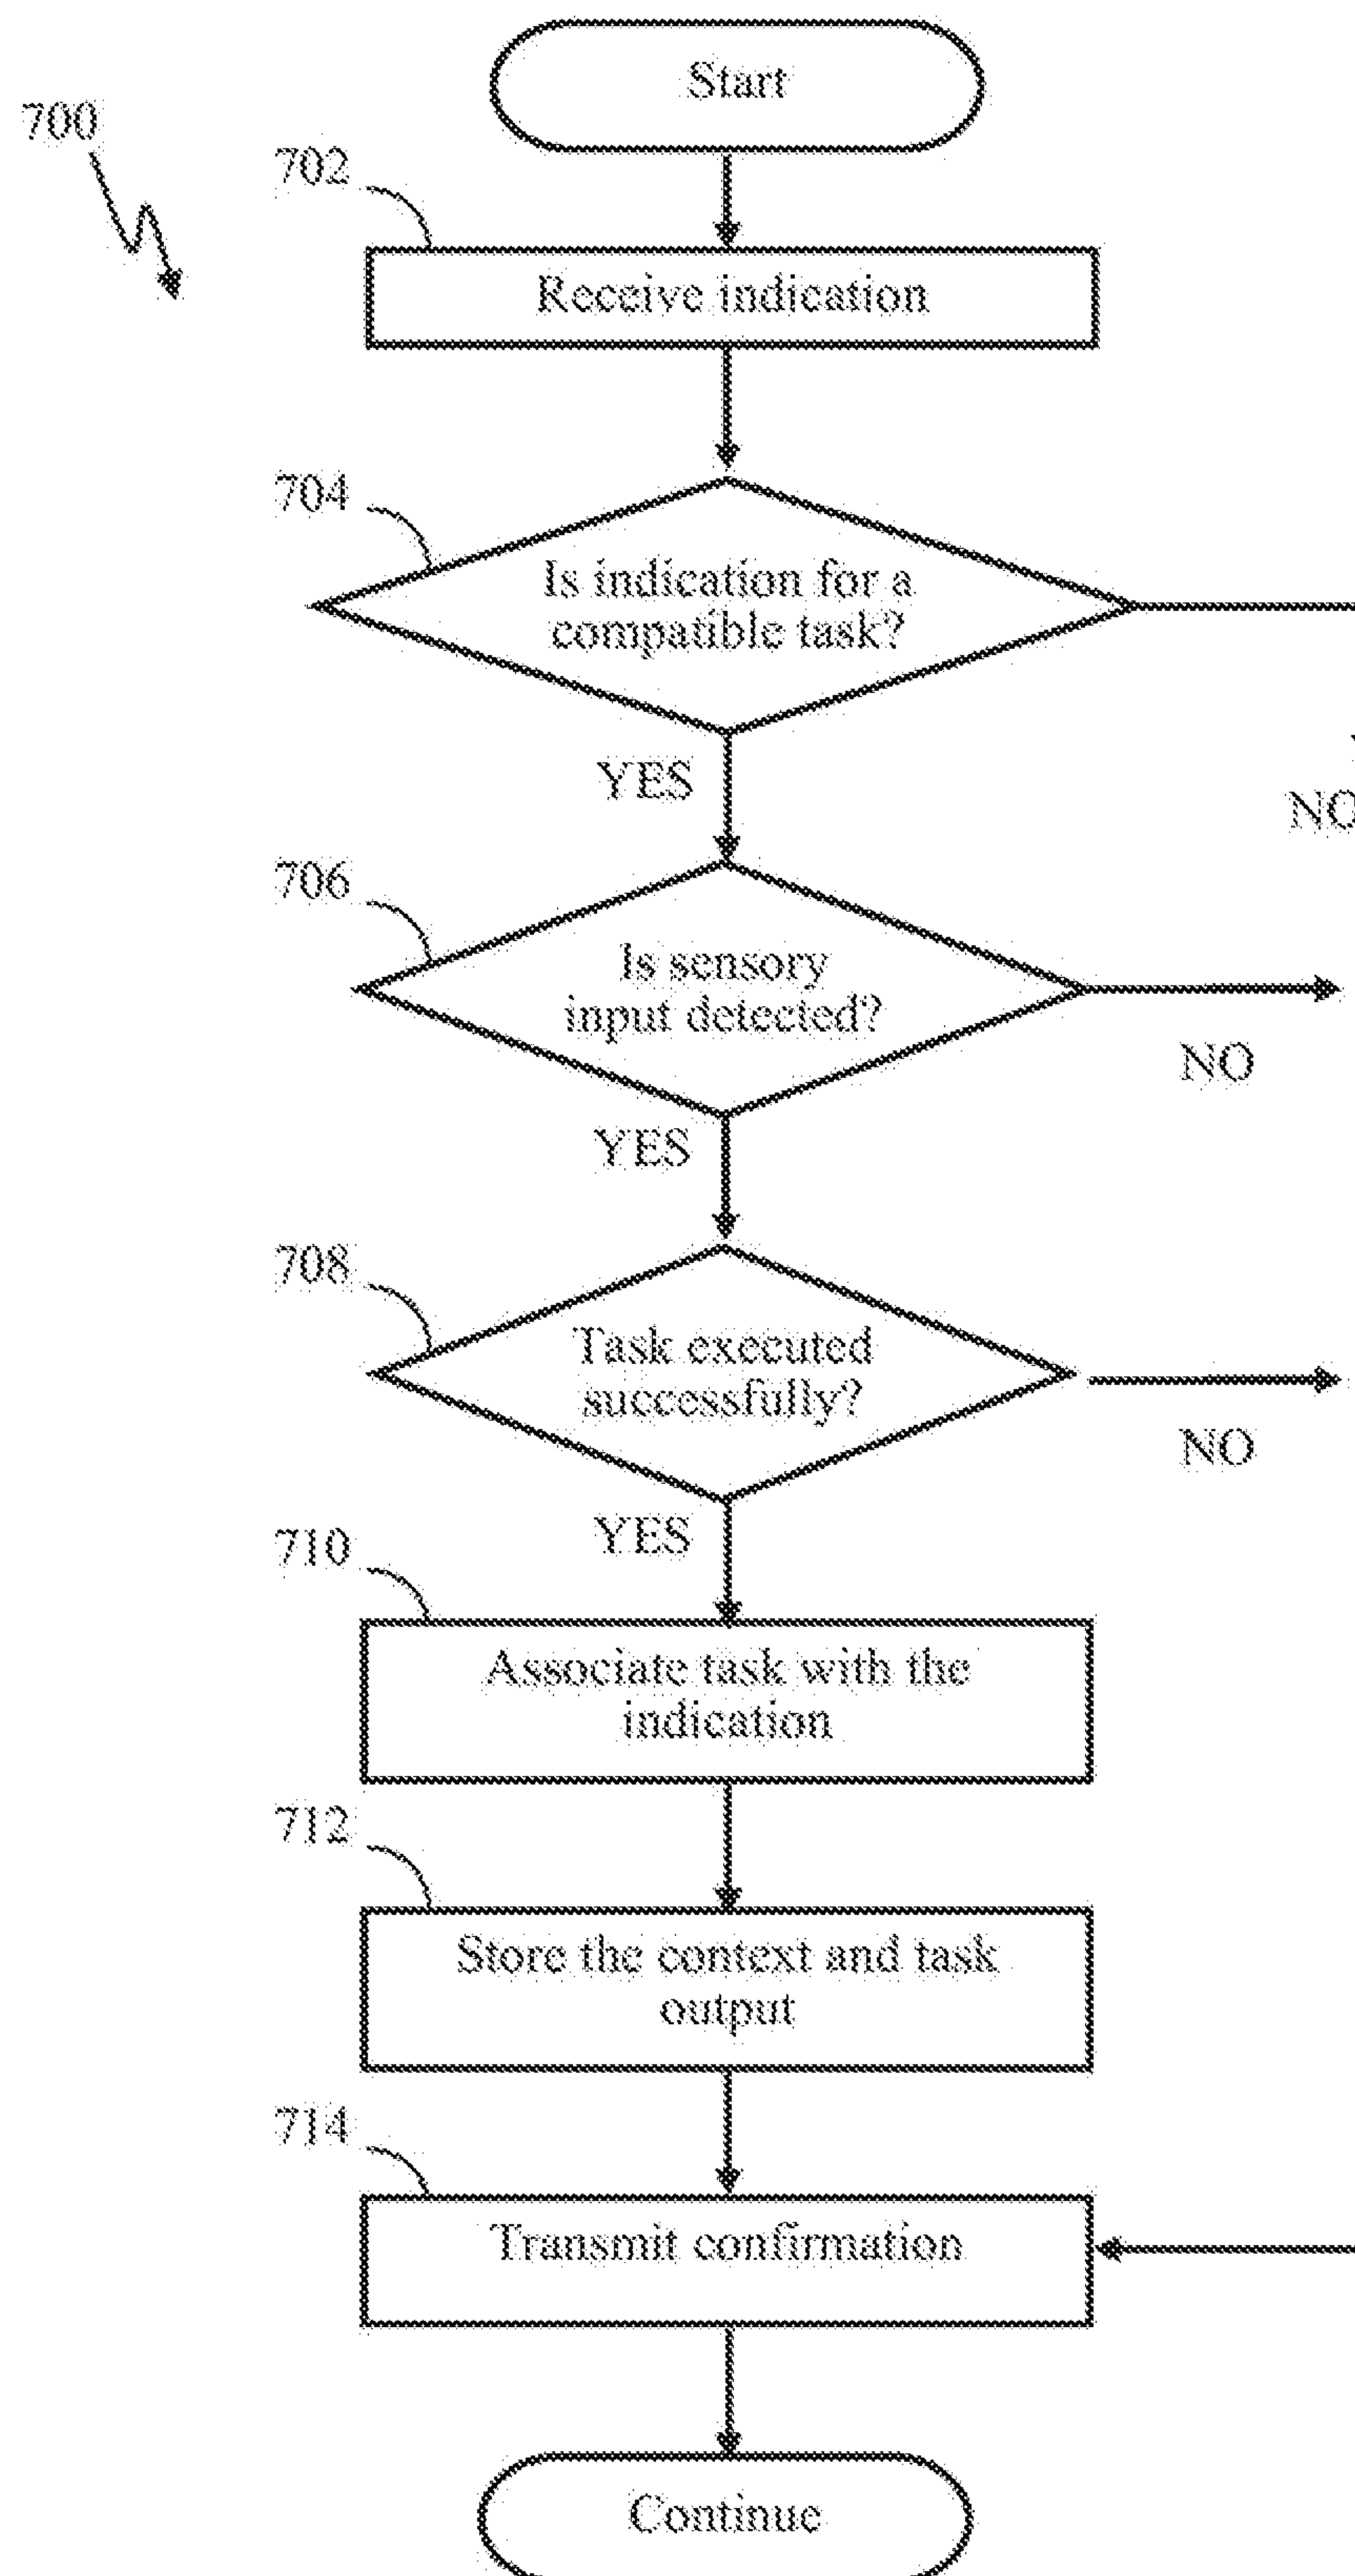 Start
700
702
Receive indication
704
Is indication for a
compatible task?
YES
NO
706
Is sensory
input detected?
NO
YES
708
Task executed
successfully?
NO
YES
710
Associate task with the
indication
712
Store the context and task
output
714
Transmit confirmation
Continue